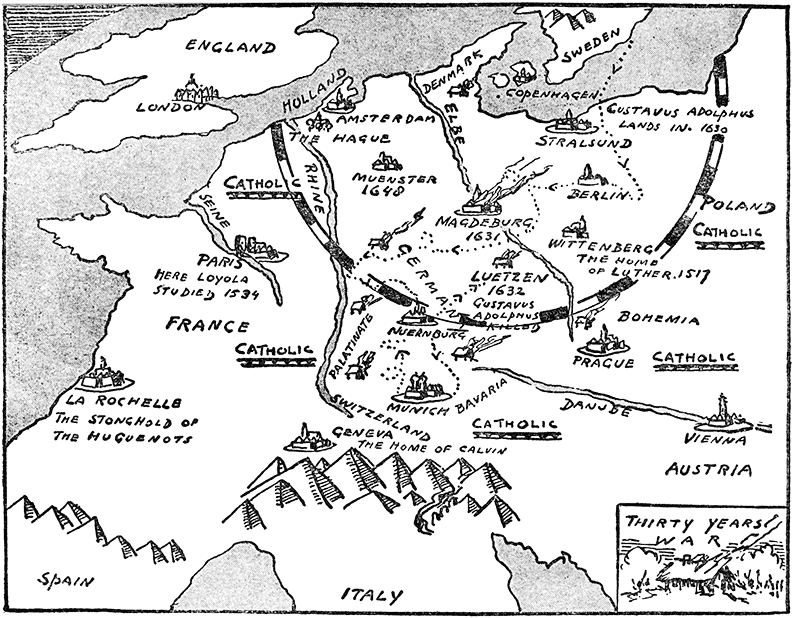 ENGLAND
LONDON
HOLLAND
AMSTERDAM
THE HAGUE
DENMARK
ELBE
COPENHAGEN
SWEDEN
GUSTAVUS ADOLPHUS
LANDS IN 1630
STRALSUND
MUENSTER
1648
RHINE
CATHOLIC
SEINE
BERLIN
MAGDEBURG
1631
POLAND
CATHOLIC
WITTENBERG
THE HOME
OF LUTHER. 1517
PARIS
HERE LOYOLA
STUDIED 1534
GERMANY
LUETZEN
1632
GUSTAVUS
ADOLPHUS
KILLED
FRANCE
CATHOLIC
PALATINATE
NUERNBURG
BOHEMIA
PRAGUE
CATHOLIC
LA ROCHELLE
THE STONGHOLD OF
THE HUGUENOTS
MUNICH
BAVARIA
DANUBE
VIENNA
SWITZERLAND
GENEVA
THE HOME OF CALVIN
CATHOLIC
AUSTRIA
SPAIN
ITALY
THIRTY YEARS'
WAR